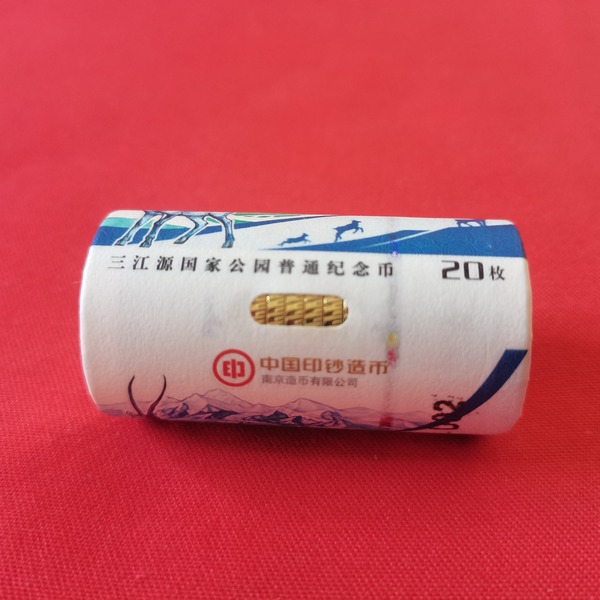 三江源国家公园普通纪念币 20枚
印 中国印钞造币
南京造币有限公司